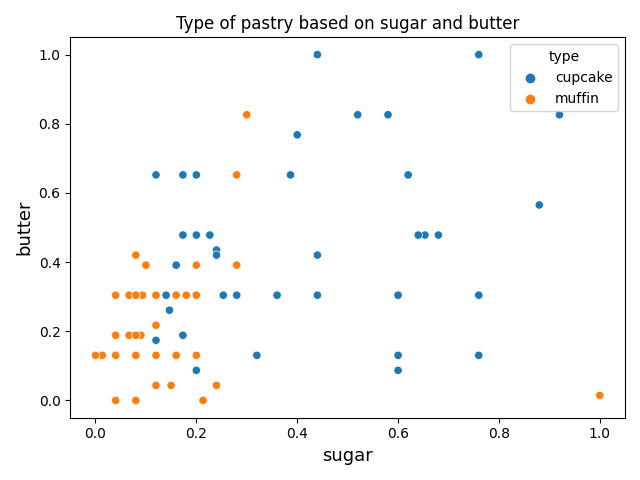 Type of pastry based on sugar and butter
type
cupcake
muffin
butter
1.0
0.8
0.6
0.4
0.2
0.0
0.0 0.2 0.4 0.6 0.8 1.0
sugar